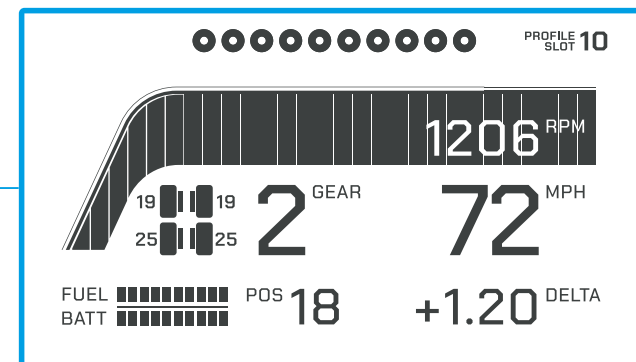 PROFILE
SLOT 10
1206 RPM
19 19
2 GEAR
72 MPH
25 25
FUEL
BATT
POS 18
+1.20 DELTA